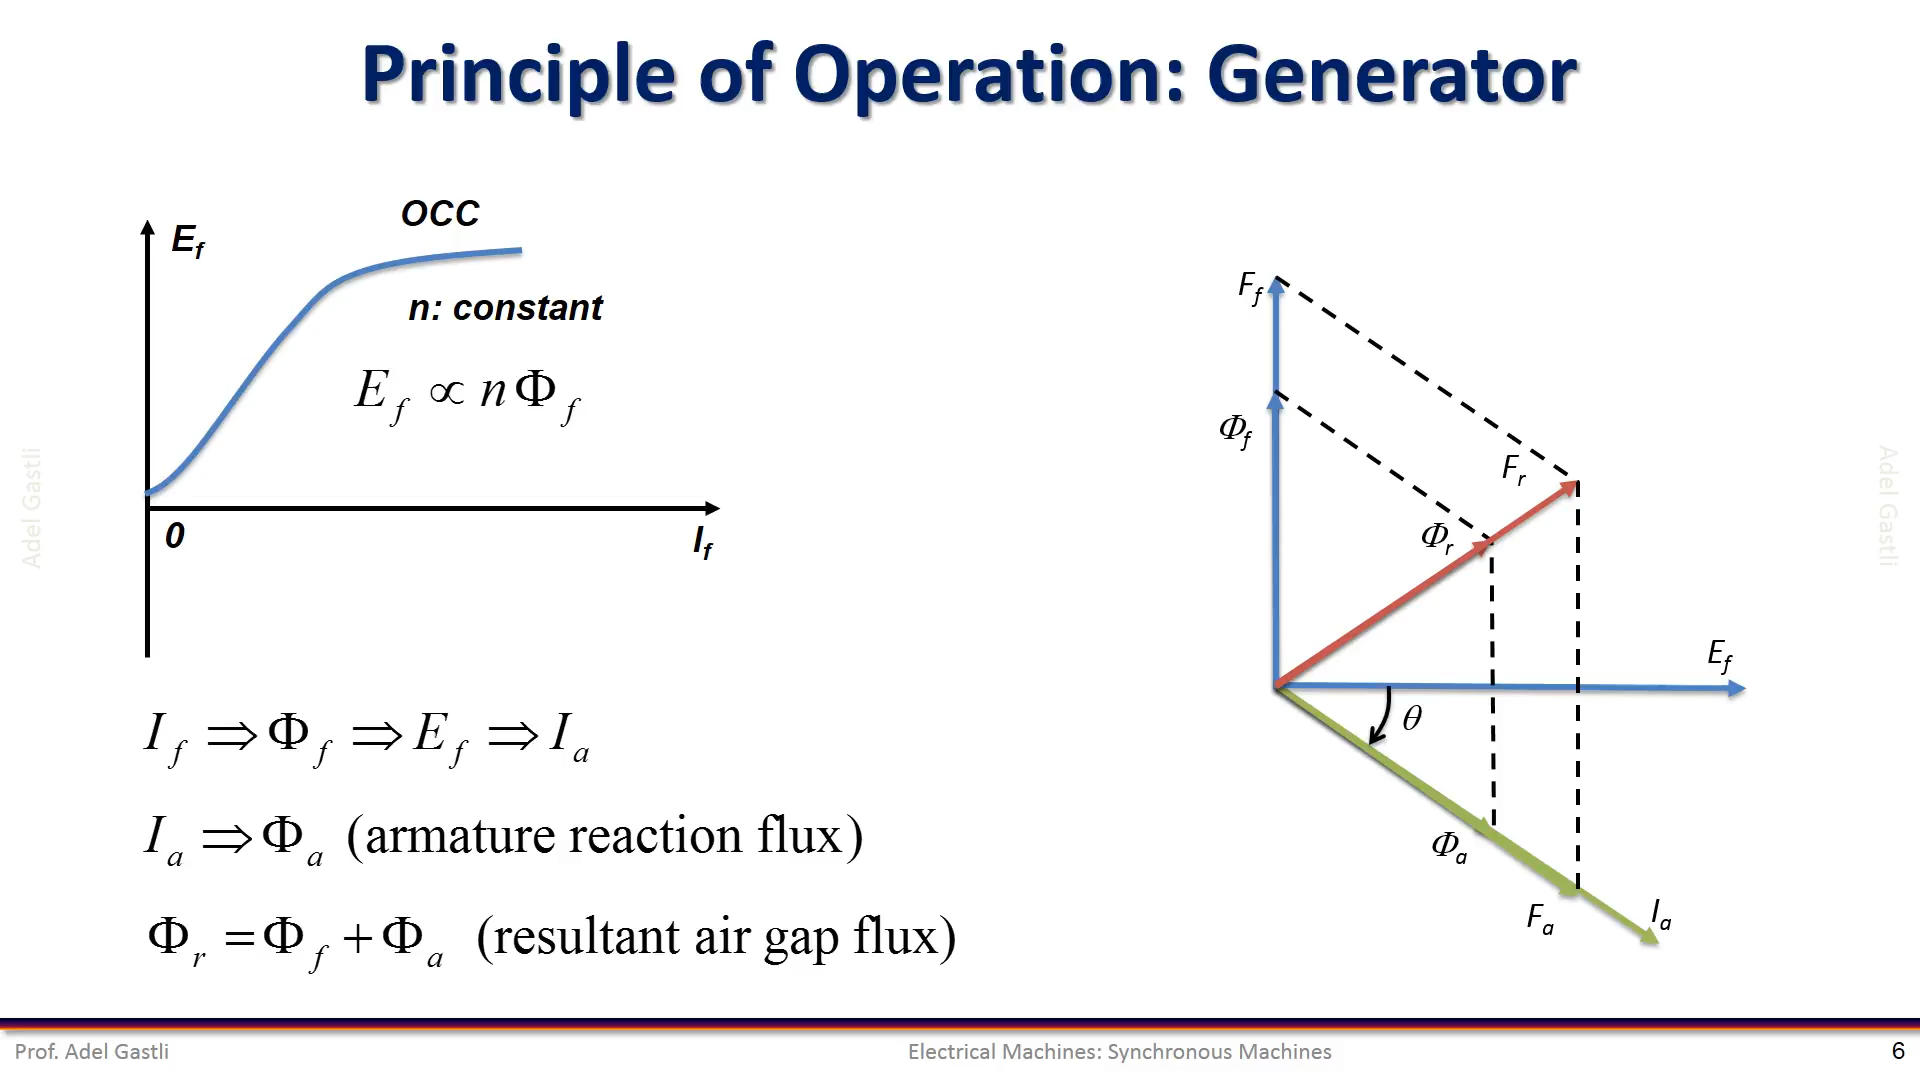 Principle of Operation: Generator
OCC
E_f
n: constant
E_f ∝ n Φ_f
0
I_f
I_f ⇒ Φ_f ⇒ E_f ⇒ I_a
I_a ⇒ Φ_a (armature reaction flux)
Φ_r = Φ_f + Φ_a (resultant air gap flux)
F_f
Φ_f
F_r
Φ_r
E_f
θ
Φ_a
F_a
I_a
Adel Gastli
Adel Gastli
Prof. Adel Gastli
Electrical Machines: Synchronous Machines
6